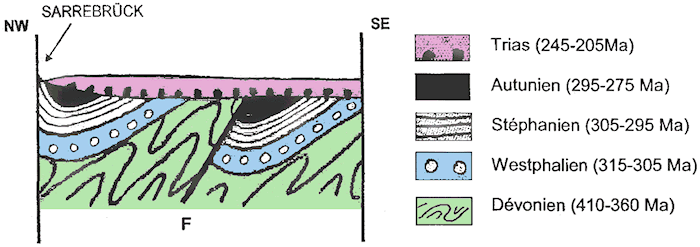 SARREBRÜCK
NW
SE
Trias (245-205Ma)
Autunien (295-275 Ma)
Stéphanien (305-295 Ma)
Westphalien (315-305 Ma)
Dévonien (410-360 Ma)
F